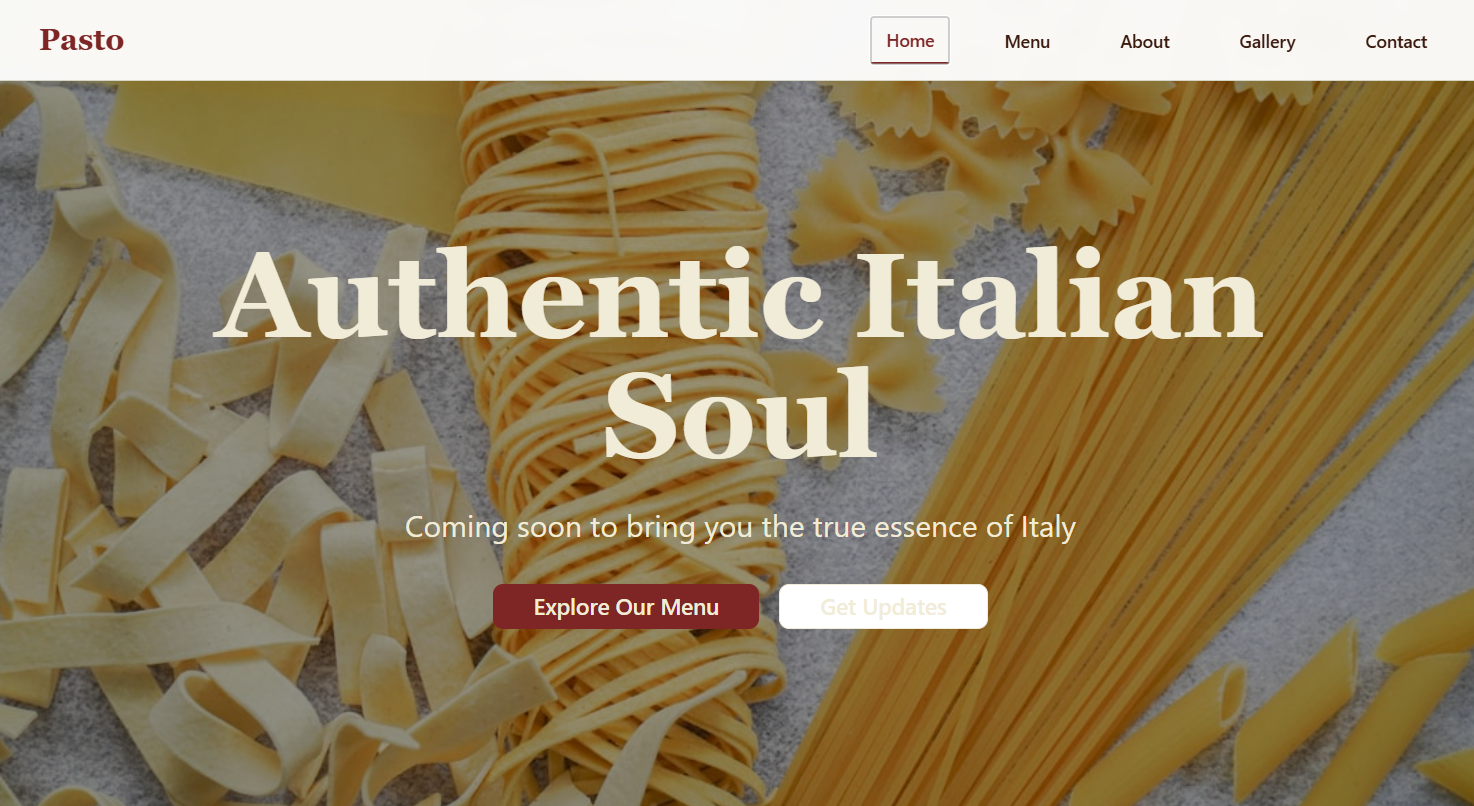 Pasto
Home Menu About Gallery Contact
Authentic Italian
Soul
Coming soon to bring you the true essence of Italy
Explore Our Menu Get Updates